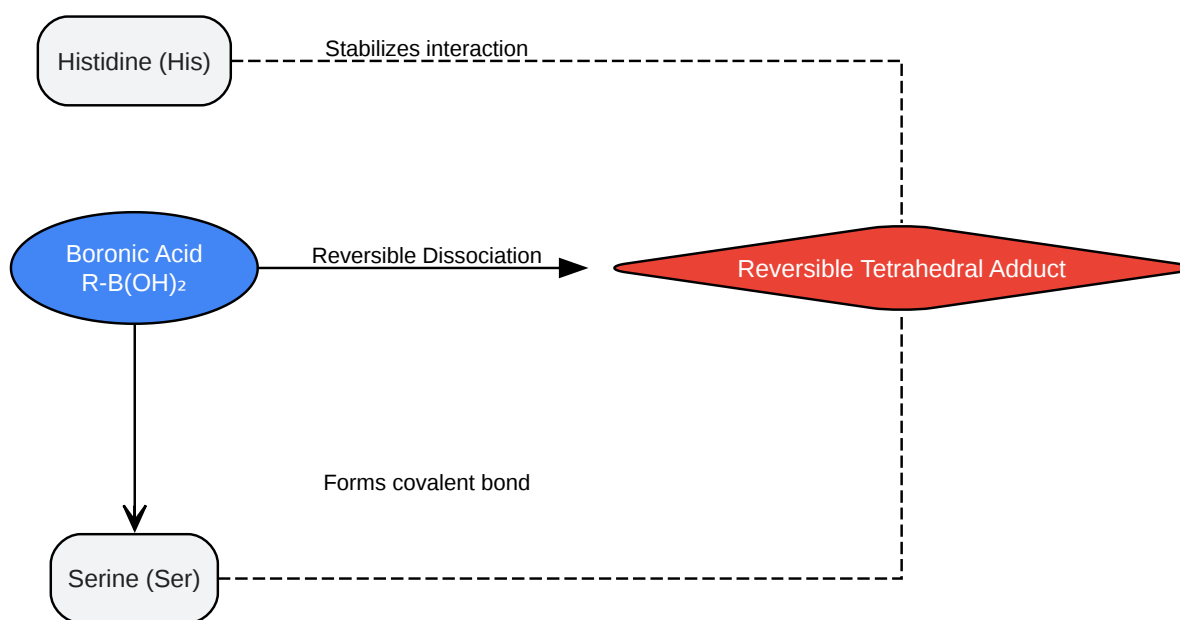 Stabilizes interaction
Histidine (His)
Boronic Acid
R-B(OH)₂
Reversible Dissociation
Reversible Tetrahedral Adduct
Forms covalent bond
Serine (Ser)